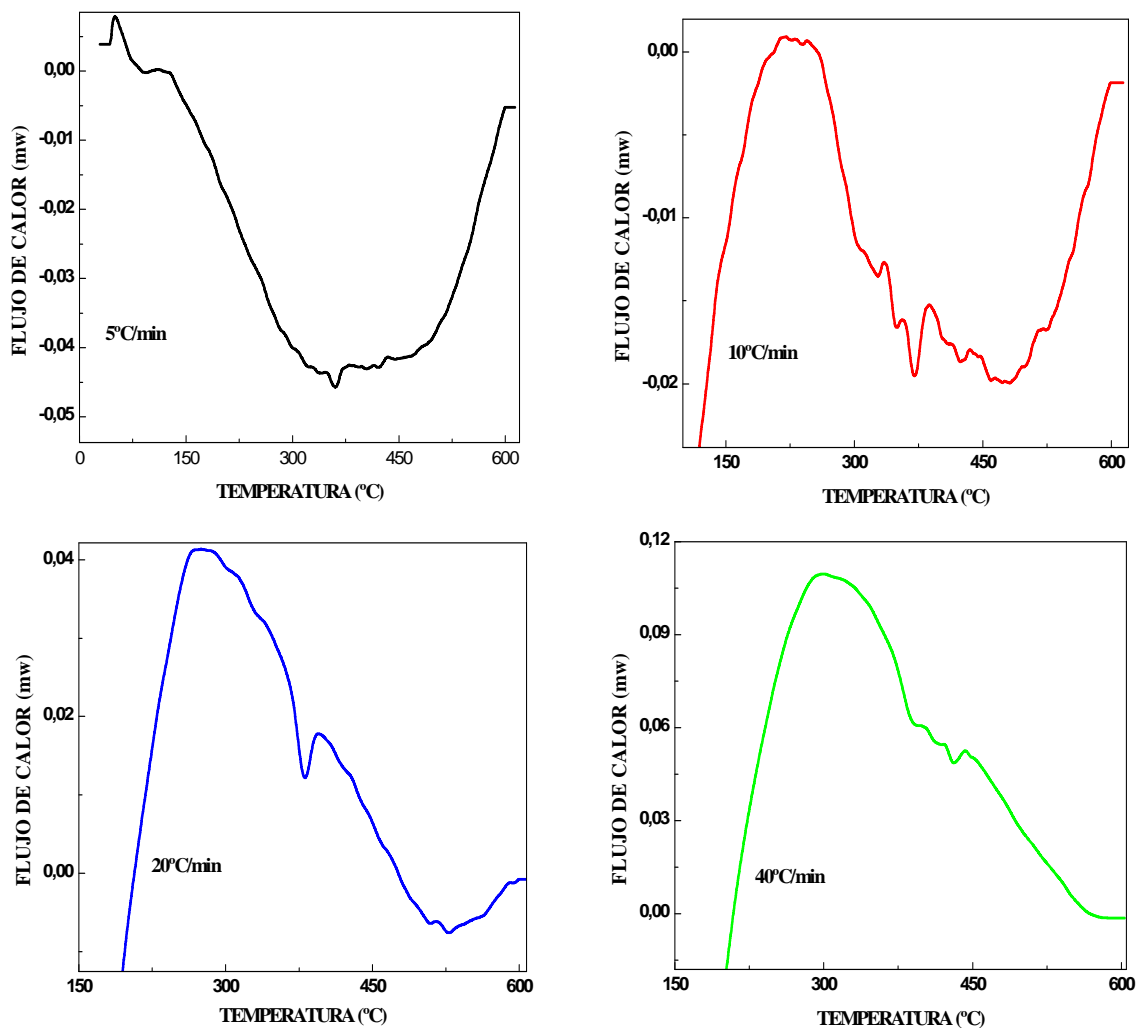 0,00
-0,01
-0,02
-0,03
-0,04
-0,05
FLUJO DE CALOR (mw)
5ºC/min
0 150 300 450 600
TEMPERATURA (ºC)
0,00
-0,01
-0,02
FLUJO DE CALOR (mw)
10ºC/min
150 300 450 600
TEMPERATURA (ºC)
0,04
0,02
0,00
FLUJO DE CALOR (mw)
20ºC/min
150 300 450 600
TEMPERATURA (ºC)
0,12
0,09
0,06
0,03
0,00
FLUJO DE CALOR (mw)
40ºC/min
150 300 450 600
TEMPERATURA (ºC)